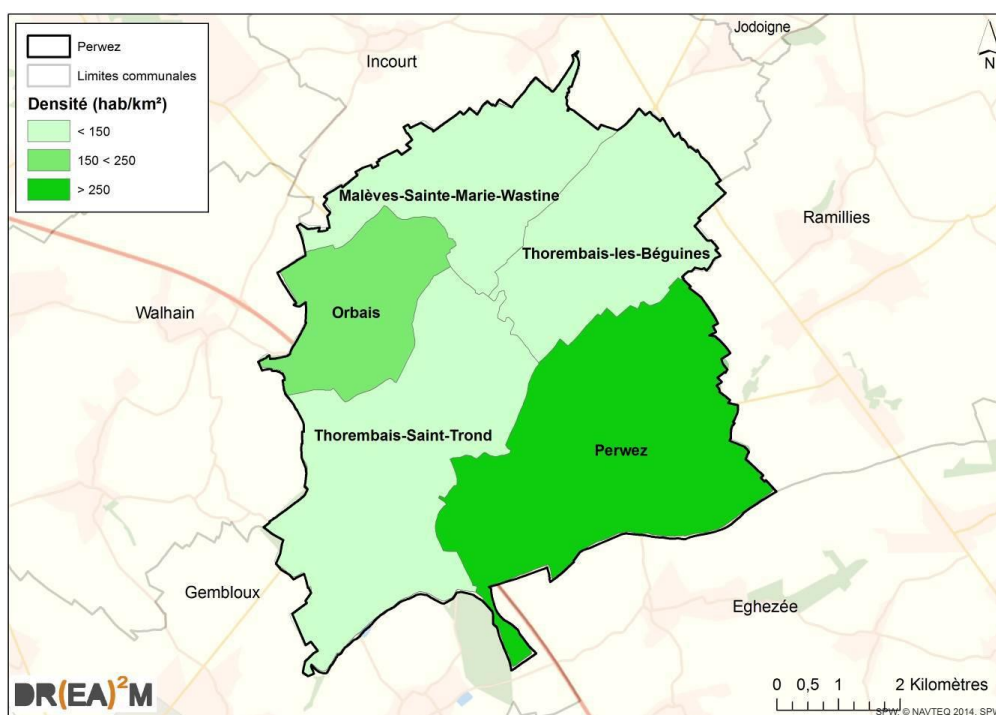 Perwez
Limites communales
Densité (hab/km²)
< 150
150 < 250
> 250
Jodoigne
Incourt
N
Malèves-Sainte-Marie-Wastine
Ramillies
Thorembais-les-Béguines
Walhain
Orbais
Thorembais-Saint-Trond
Perwez
Gembloux
Eghezée
DR(EA)²M
0 0,5 1 2 Kilomètres
SPW, © NAVTEQ 2014, SPW